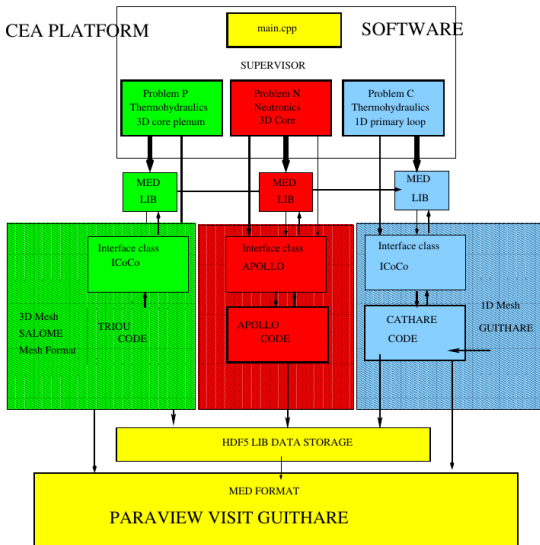 CEA PLATFORM
SOFTWARE
main.cpp
SUPERVISOR
Problem P
Thermohydraulics
3D core plenum
Problem N
Neutronics
3D Core
Problem C
Thermohydraulics
1D primary loop
MED
LIB
MED
LIB
MED
LIB
Interface class
ICoCo
Interface class
APOLLO
Interface class
ICoCo
3D Mesh
SALOME
Mesh Format
TRIOU
CODE
APOLLO
CODE
CATHARE
CODE
1D Mesh
GUITHARE
HDF5 LIB DATA STORAGE
MED FORMAT
PARAVIEW VISIT GUITHARE